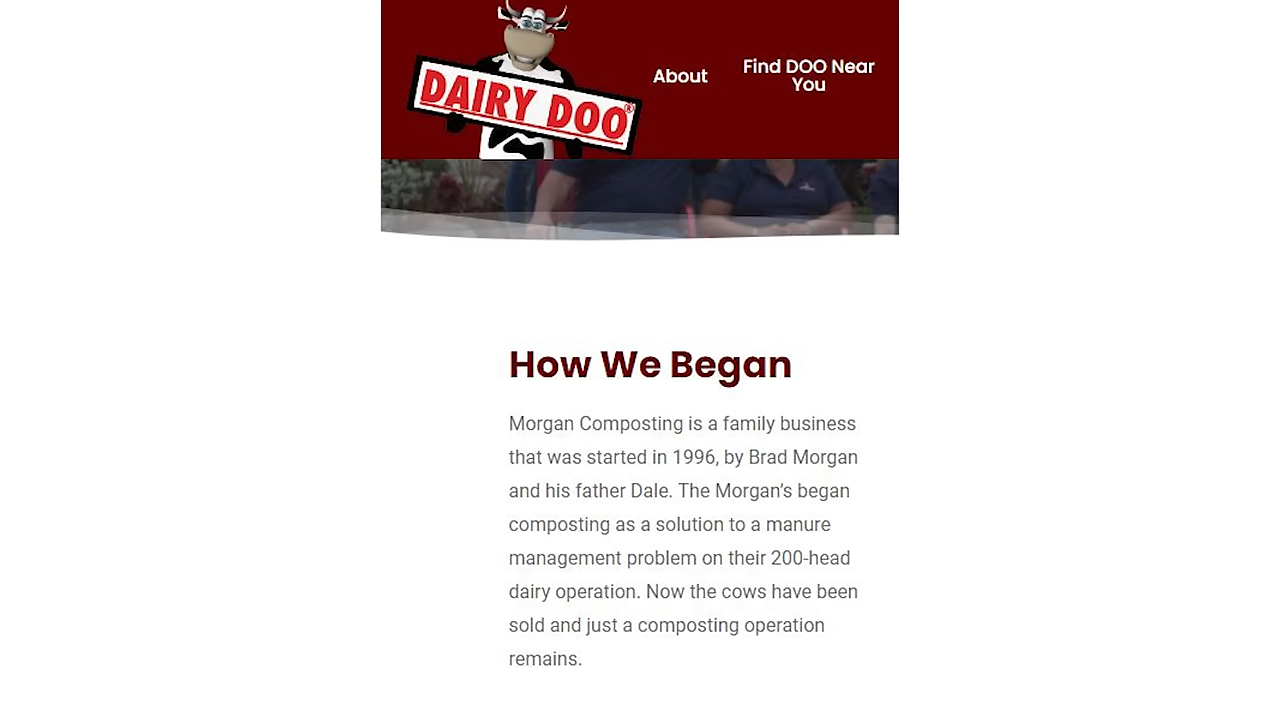 DAIRY DOO®
About
Find DOO Near
You
How We Began
Morgan Composting is a family business
that was started in 1996, by Brad Morgan
and his father Dale. The Morgan’s began
composting as a solution to a manure
management problem on their 200-head
dairy operation. Now the cows have been
sold and just a composting operation
remains.